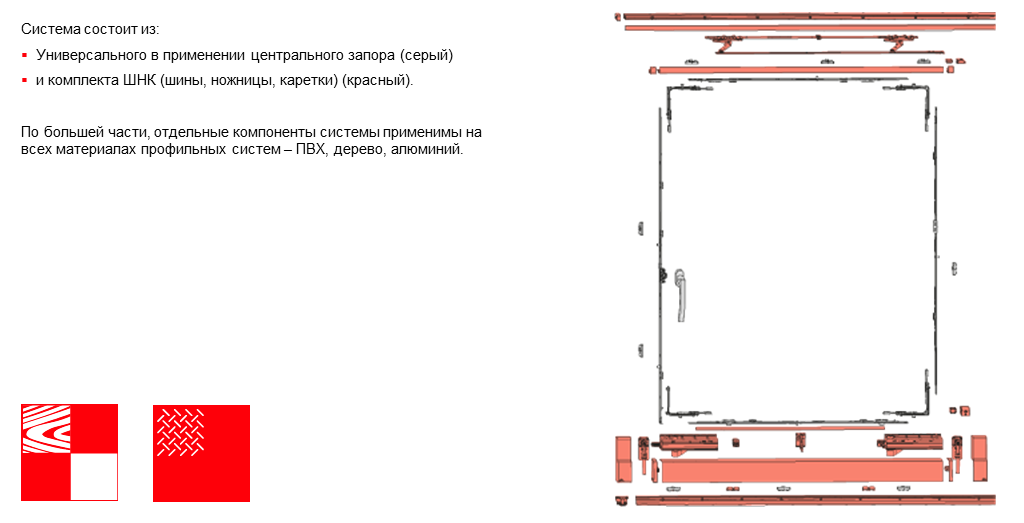 Система состоит из:
Универсального в применении центрального запора (серый)
и комплекта ШНК (шины, ножницы, каретки) (красный).
По большей части, отдельные компоненты системы применимы на
всех материалах профильных систем – ПВХ, дерево, алюминий.